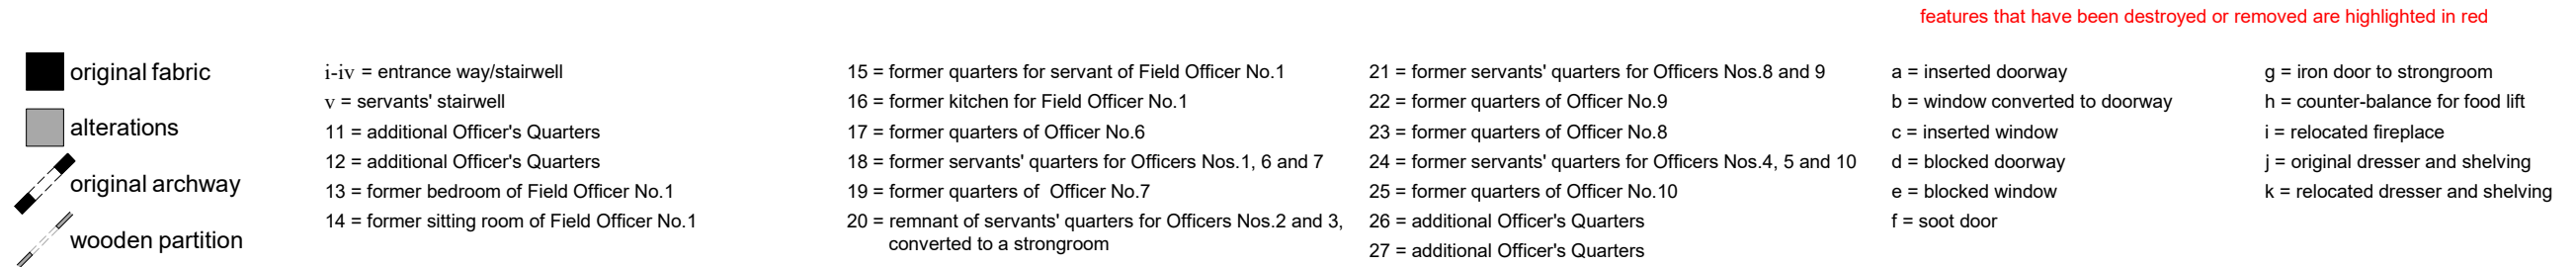 features that have been destroyed or removed are highlighted in red
original fabric
alterations
original archway
wooden partition
i-iv = entrance way/stairwell
v = servants' stairwell
11 = additional Officer's Quarters
12 = additional Officer's Quarters
13 = former bedroom of Field Officer No.1
14 = former sitting room of Field Officer No.1
15 = former quarters for servant of Field Officer No.1
16 = former kitchen for Field Officer No.1
17 = former quarters of Officer No.6
18 = former servants' quarters for Officers Nos.1, 6 and 7
19 = former quarters of Officer No.7
20 = remnant of servants' quarters for Officers Nos.2 and 3,
converted to a strongroom
21 = former servants' quarters for Officers Nos.8 and 9
22 = former quarters of Officer No.9
23 = former quarters of Officer No.8
24 = former servants' quarters for Officers Nos.4, 5 and 10
25 = former quarters of Officer No.10
26 = additional Officer's Quarters
27 = additional Officer's Quarters
a = inserted doorway
b = window converted to doorway
c = inserted window
d = blocked doorway
e = blocked window
f = soot door
g = iron door to strongroom
h = counter-balance for food lift
i = relocated fireplace
j = original dresser and shelving
k = relocated dresser and shelving